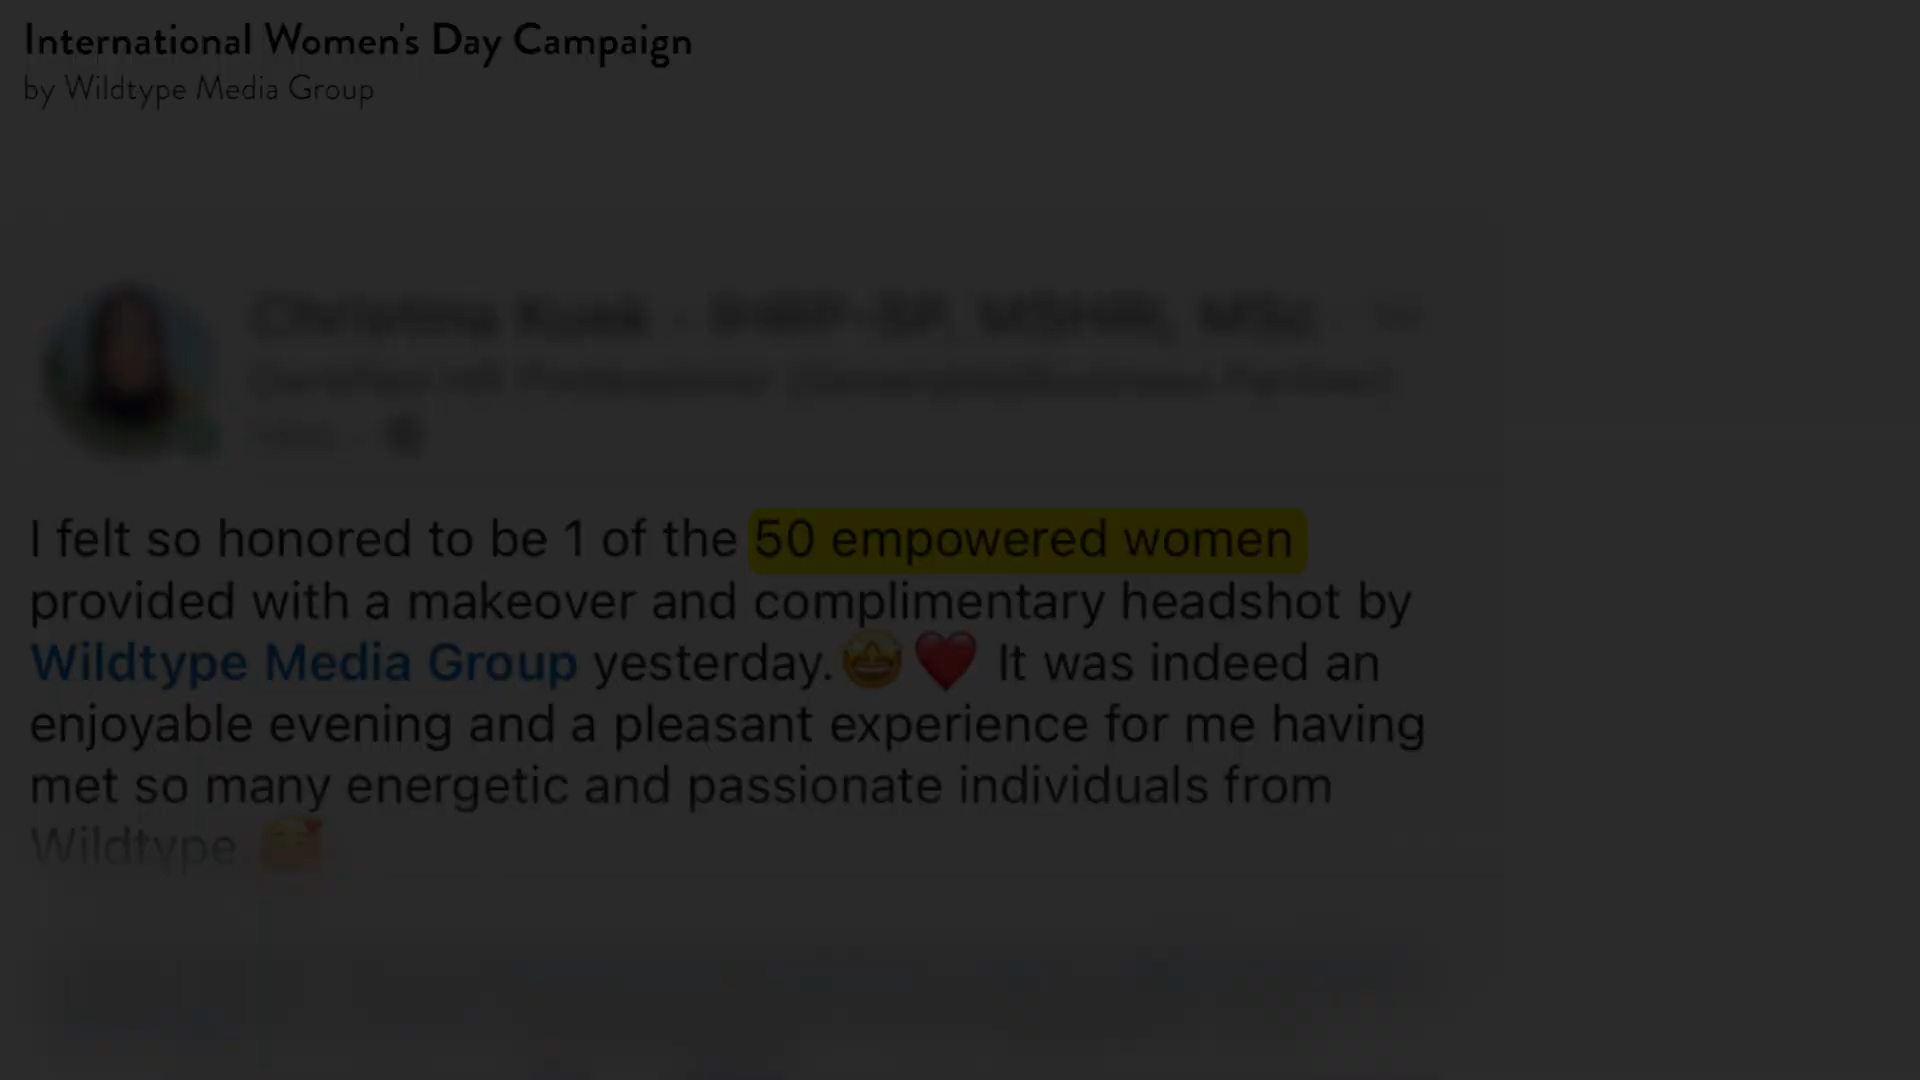 International Women's Day Campaign
by Wildtype Media Group
I felt so honored to be 1 of the 50 empowered women
provided with a makeover and complimentary headshot by
Wildtype Media Group yesterday.🤩❤️ It was indeed an
enjoyable evening and a pleasant experience for me having
met so many energetic and passionate individuals from
Wildtype.🥰